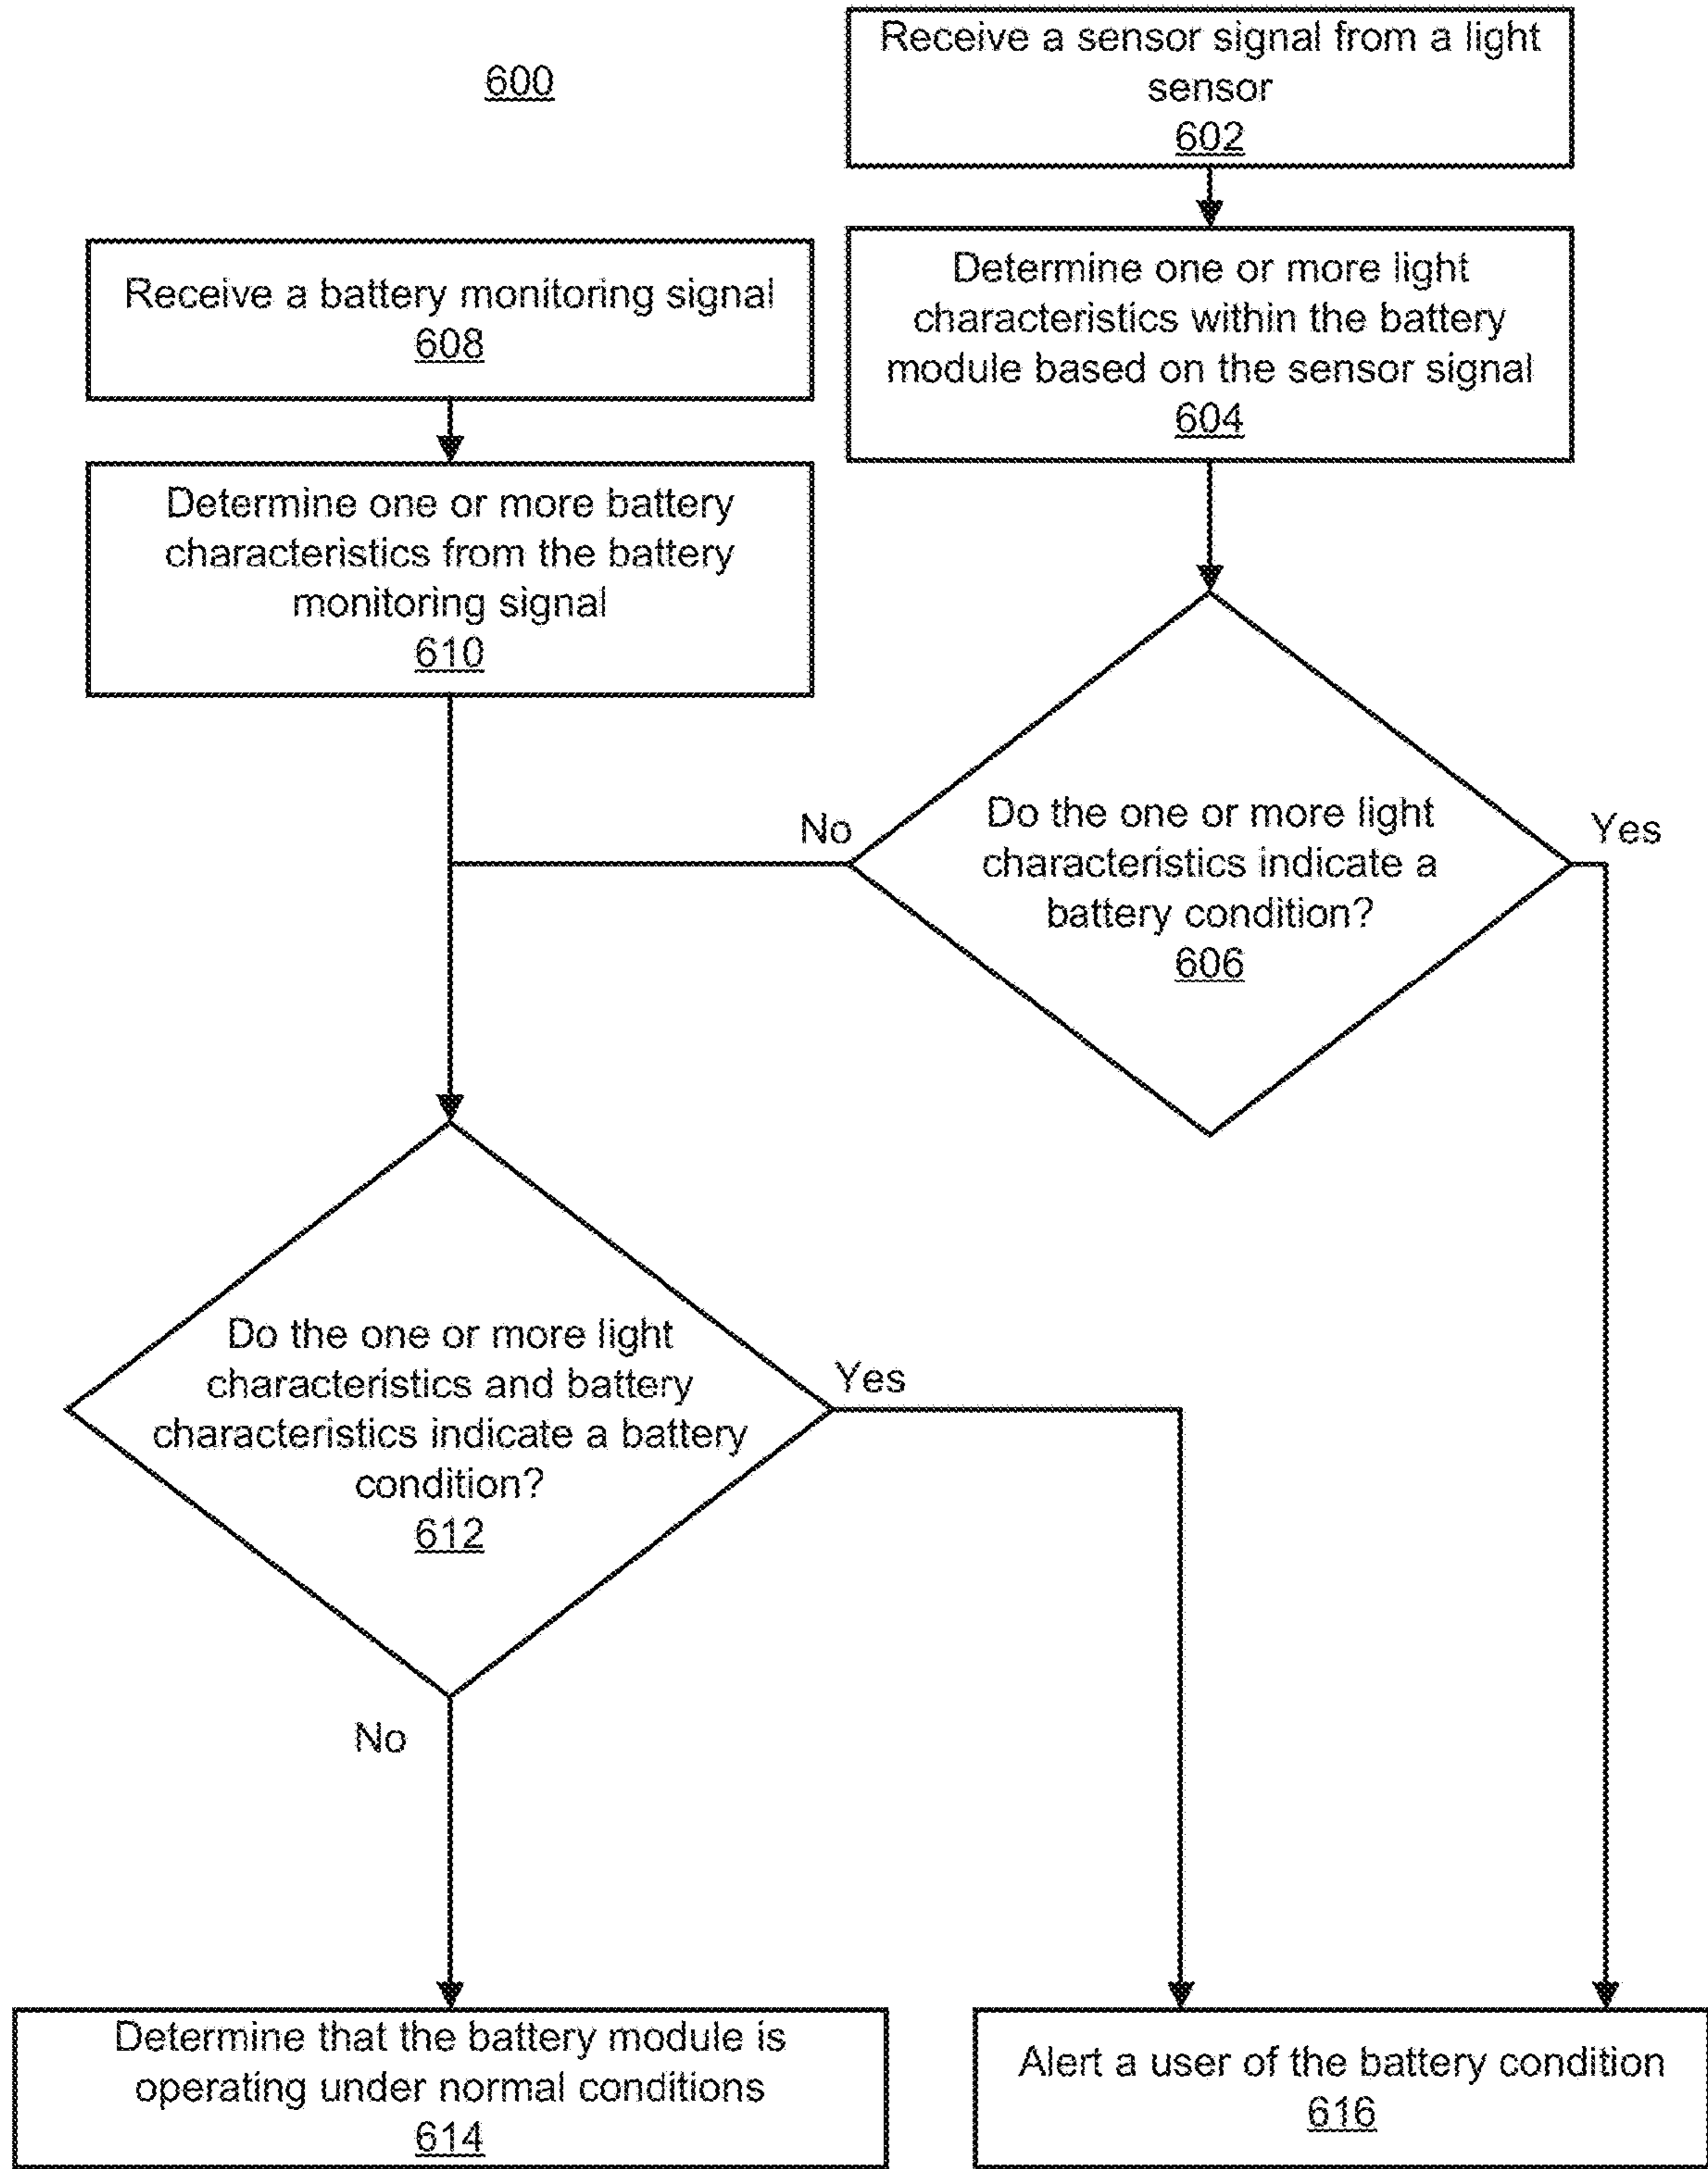 600
Receive a sensor signal from a light
sensor
602
Determine one or more light
characteristics within the battery
module based on the sensor signal
604
Receive a battery monitoring signal
608
Determine one or more battery
characteristics from the battery
monitoring signal
610
No
Do the one or more light
characteristics indicate a
battery condition?
606
Yes
Do the one or more light
characteristics and battery
characteristics indicate a battery
condition?
612
Yes
No
Determine that the battery module is
operating under normal conditions
614
Alert a user of the battery condition
616